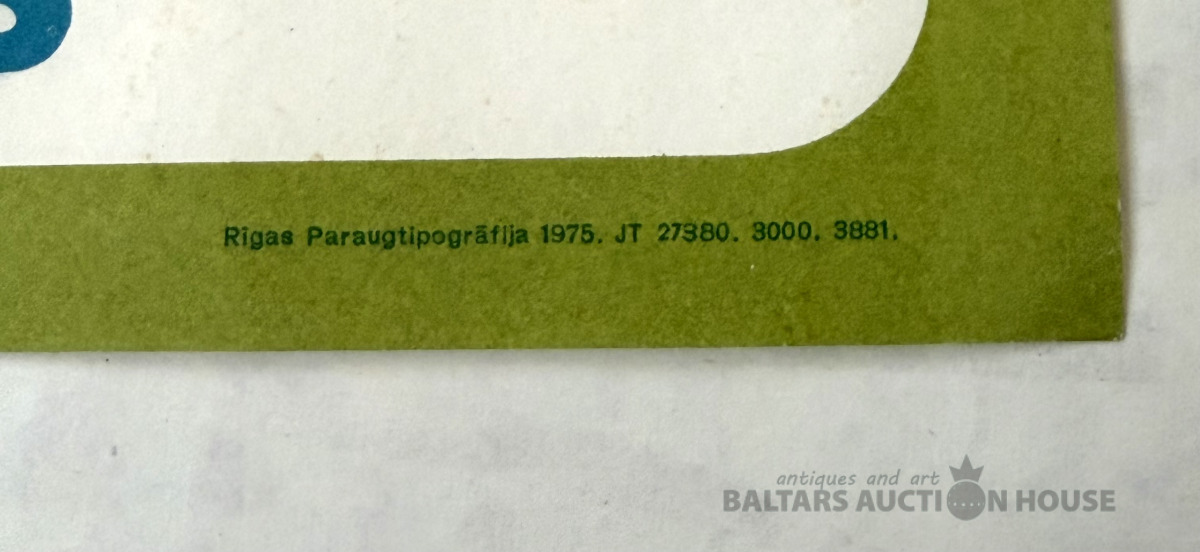 Rīgas Paraugtipogrāfija 1975. JT 27380. 3000. 3881.
antiques and art
BALTARS AUCTION HOUSE